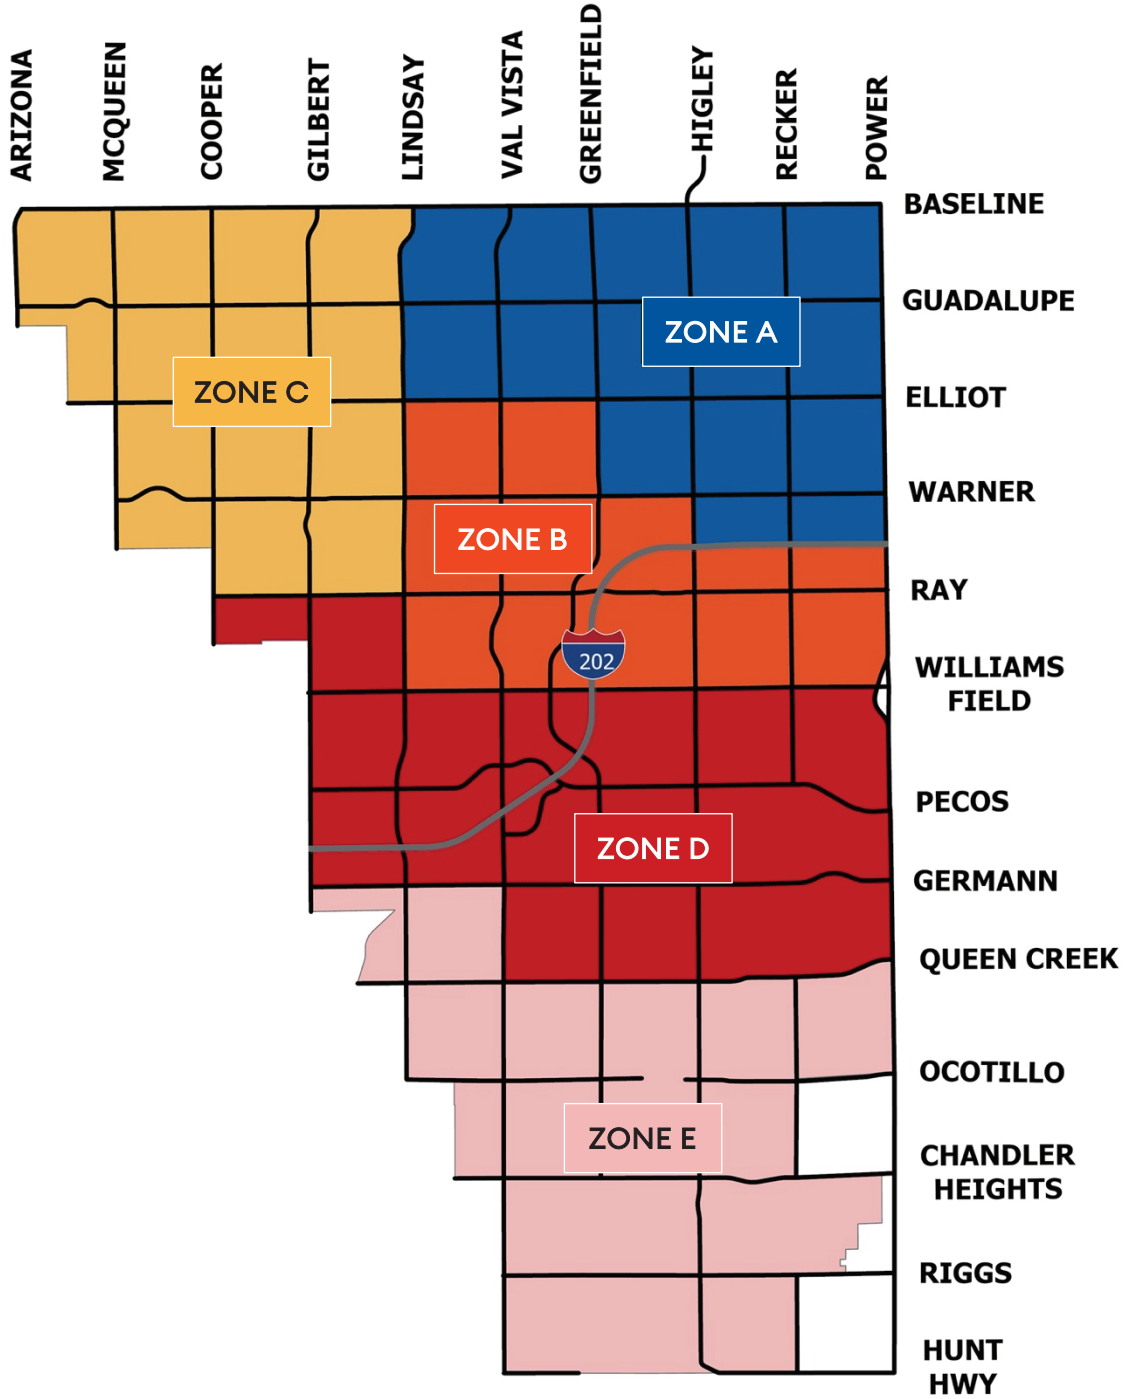 ARIZONA
MCQUEEN
COOPER
GILBERT
LINDSAY
VAL VISTA
GREENFIELD
HIGLEY
RECKER
POWER
BASELINE
GUADALUPE
ZONE A
ELLIOT
ZONE C
WARNER
ZONE B
RAY
202
WILLIAMS
FIELD
PECOS
ZONE D
GERMANN
QUEEN CREEK
OCOTILLO
ZONE E
CHANDLER
HEIGHTS
RIGGS
HUNT
HWY